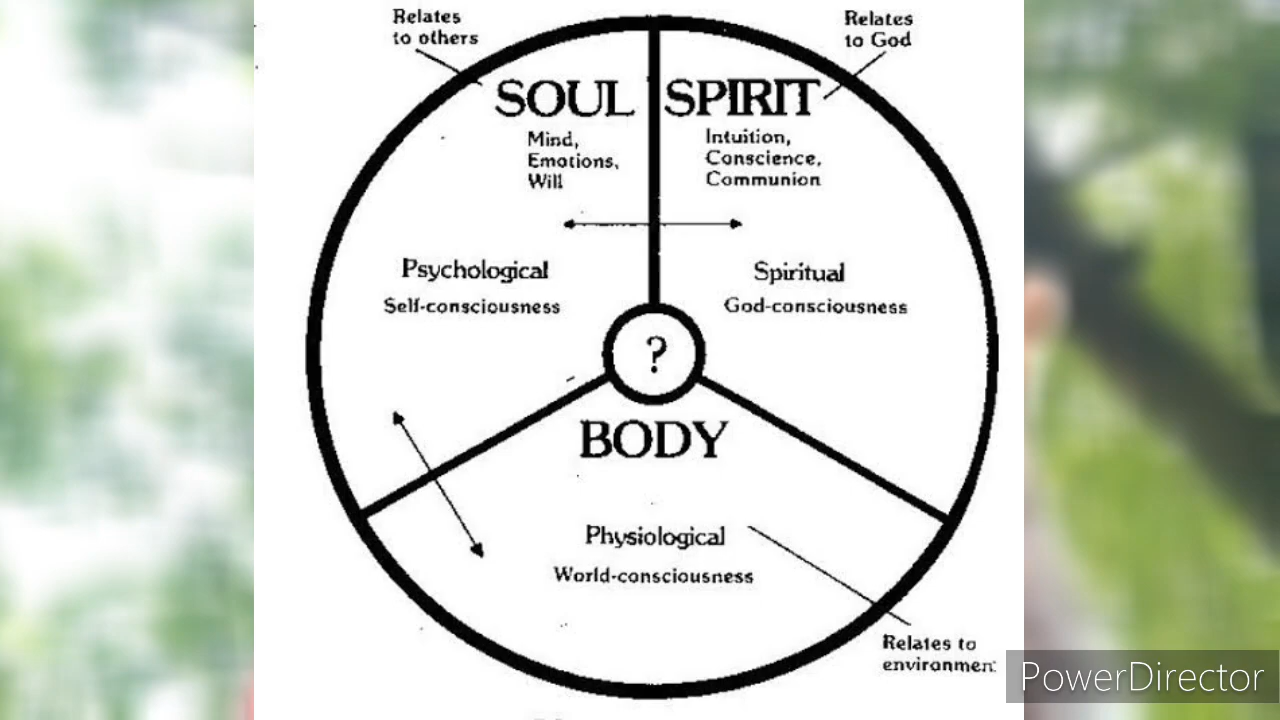 Relates
to others
Relates
to God
SOUL
SPIRIT
Mind,
Emotions,
Will
Intuition,
Conscience,
Communion
Psychological
Self-consciousness
Spiritual
God-consciousness
?
BODY
Physiological
World-consciousness
Relates to
environment
PowerDirector